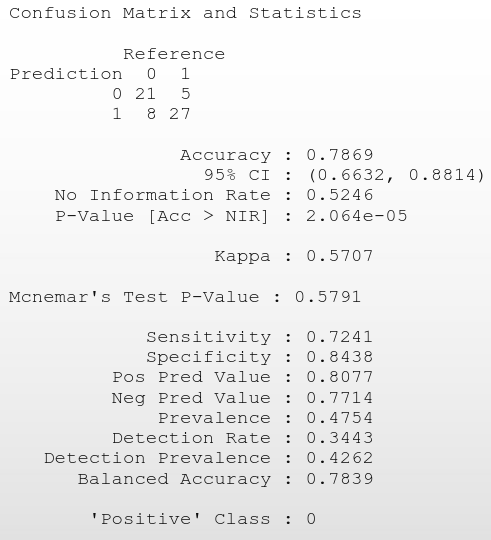 Confusion Matrix and Statistics
Reference
Prediction 0 1
0 21 5
1 8 27
Accuracy : 0.7869
95% CI : (0.6632, 0.8814)
No Information Rate : 0.5246
P-Value [Acc > NIR] : 2.064e-05
Kappa : 0.5707
Mcnemar's Test P-Value : 0.5791
Sensitivity : 0.7241
Specificity : 0.8438
Pos Pred Value : 0.8077
Neg Pred Value : 0.7714
Prevalence : 0.4754
Detection Rate : 0.3443
Detection Prevalence : 0.4262
Balanced Accuracy : 0.7839
'Positive' Class : 0